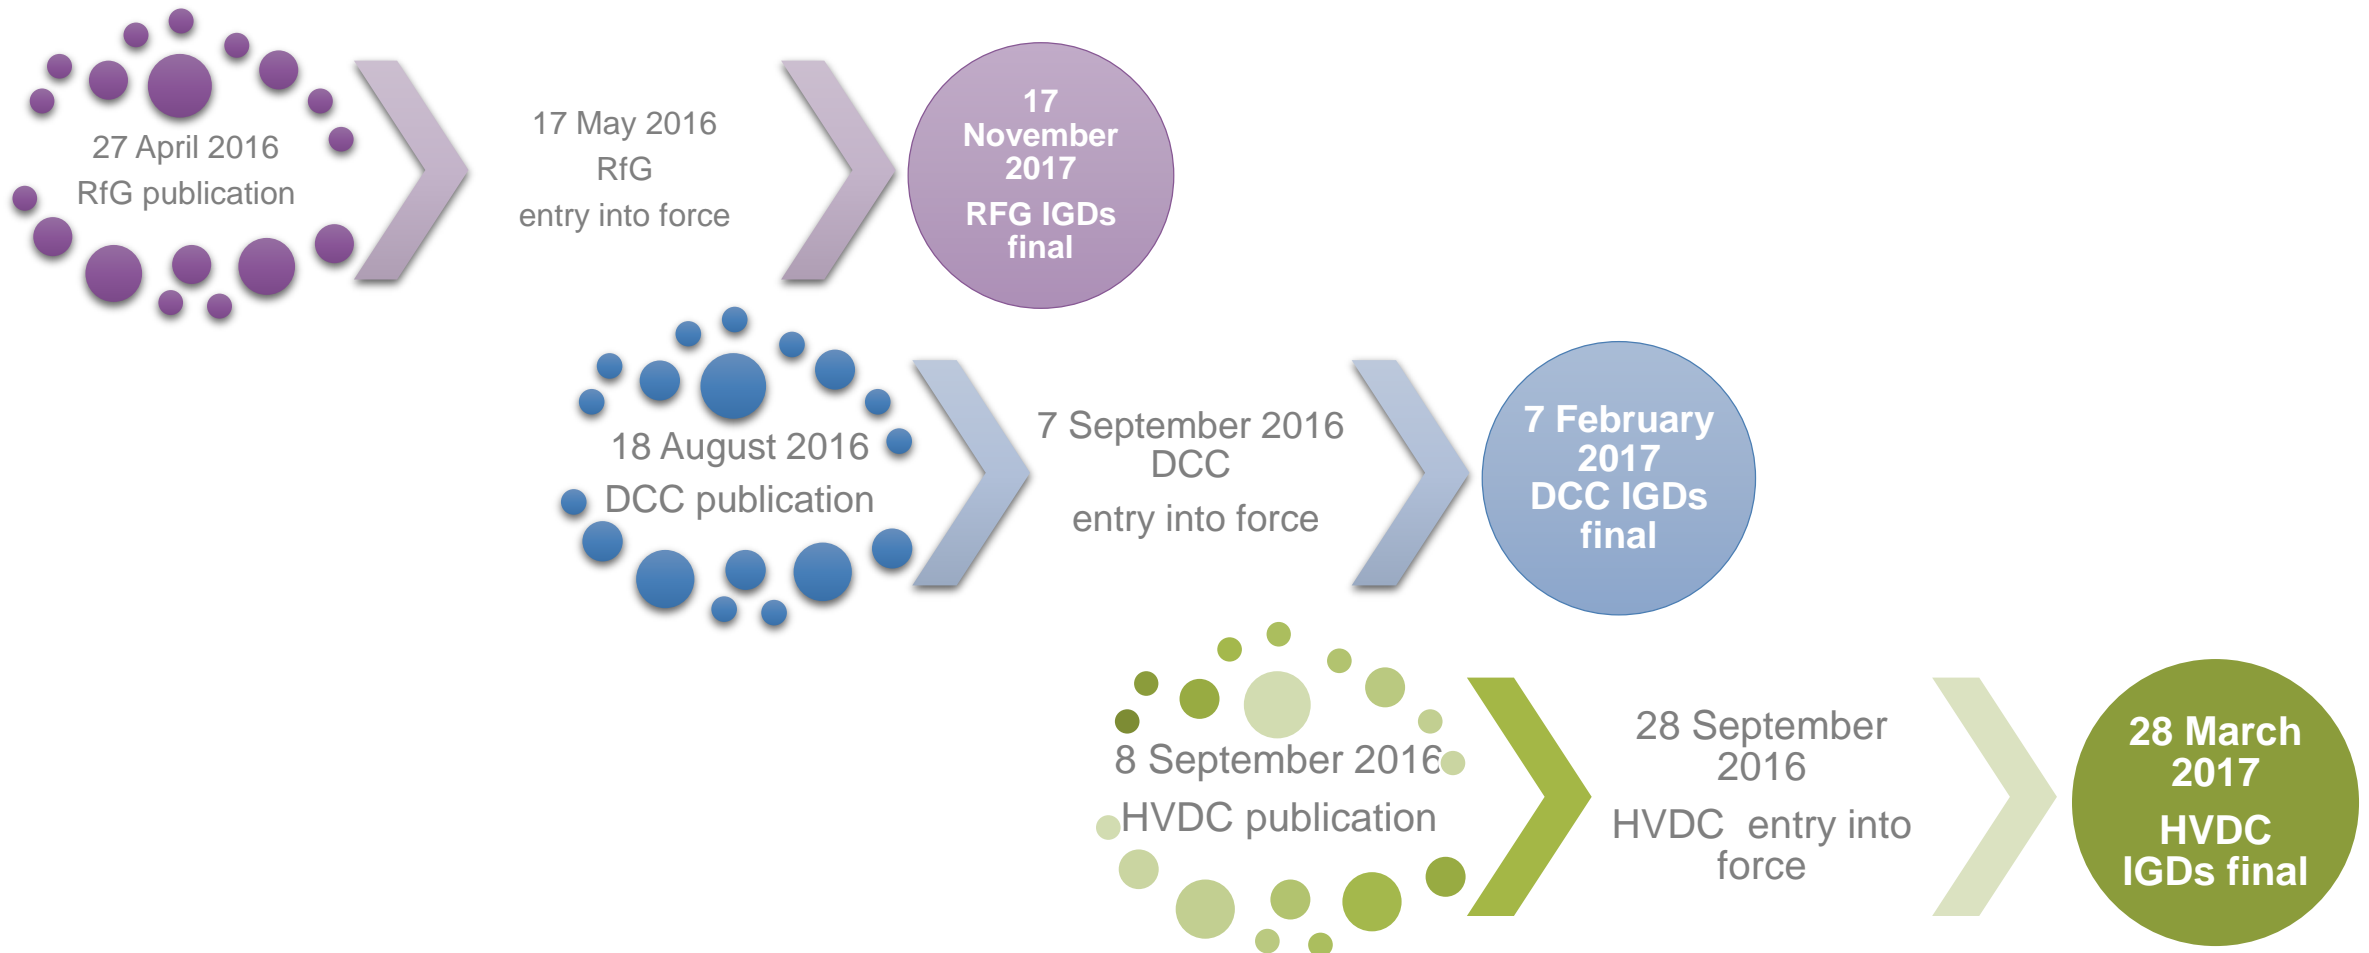 27 April 2016
RfG publication
17 May 2016
RfG
entry into force
17
November
2017
RFG IGDs
final
18 August 2016
DCC publication
7 September 2016
DCC
entry into force
7 February
2017
DCC IGDs
final
8 September 2016
HVDC publication
28 September
2016
HVDC  entry into
force
28 March
2017
HVDC
IGDs final